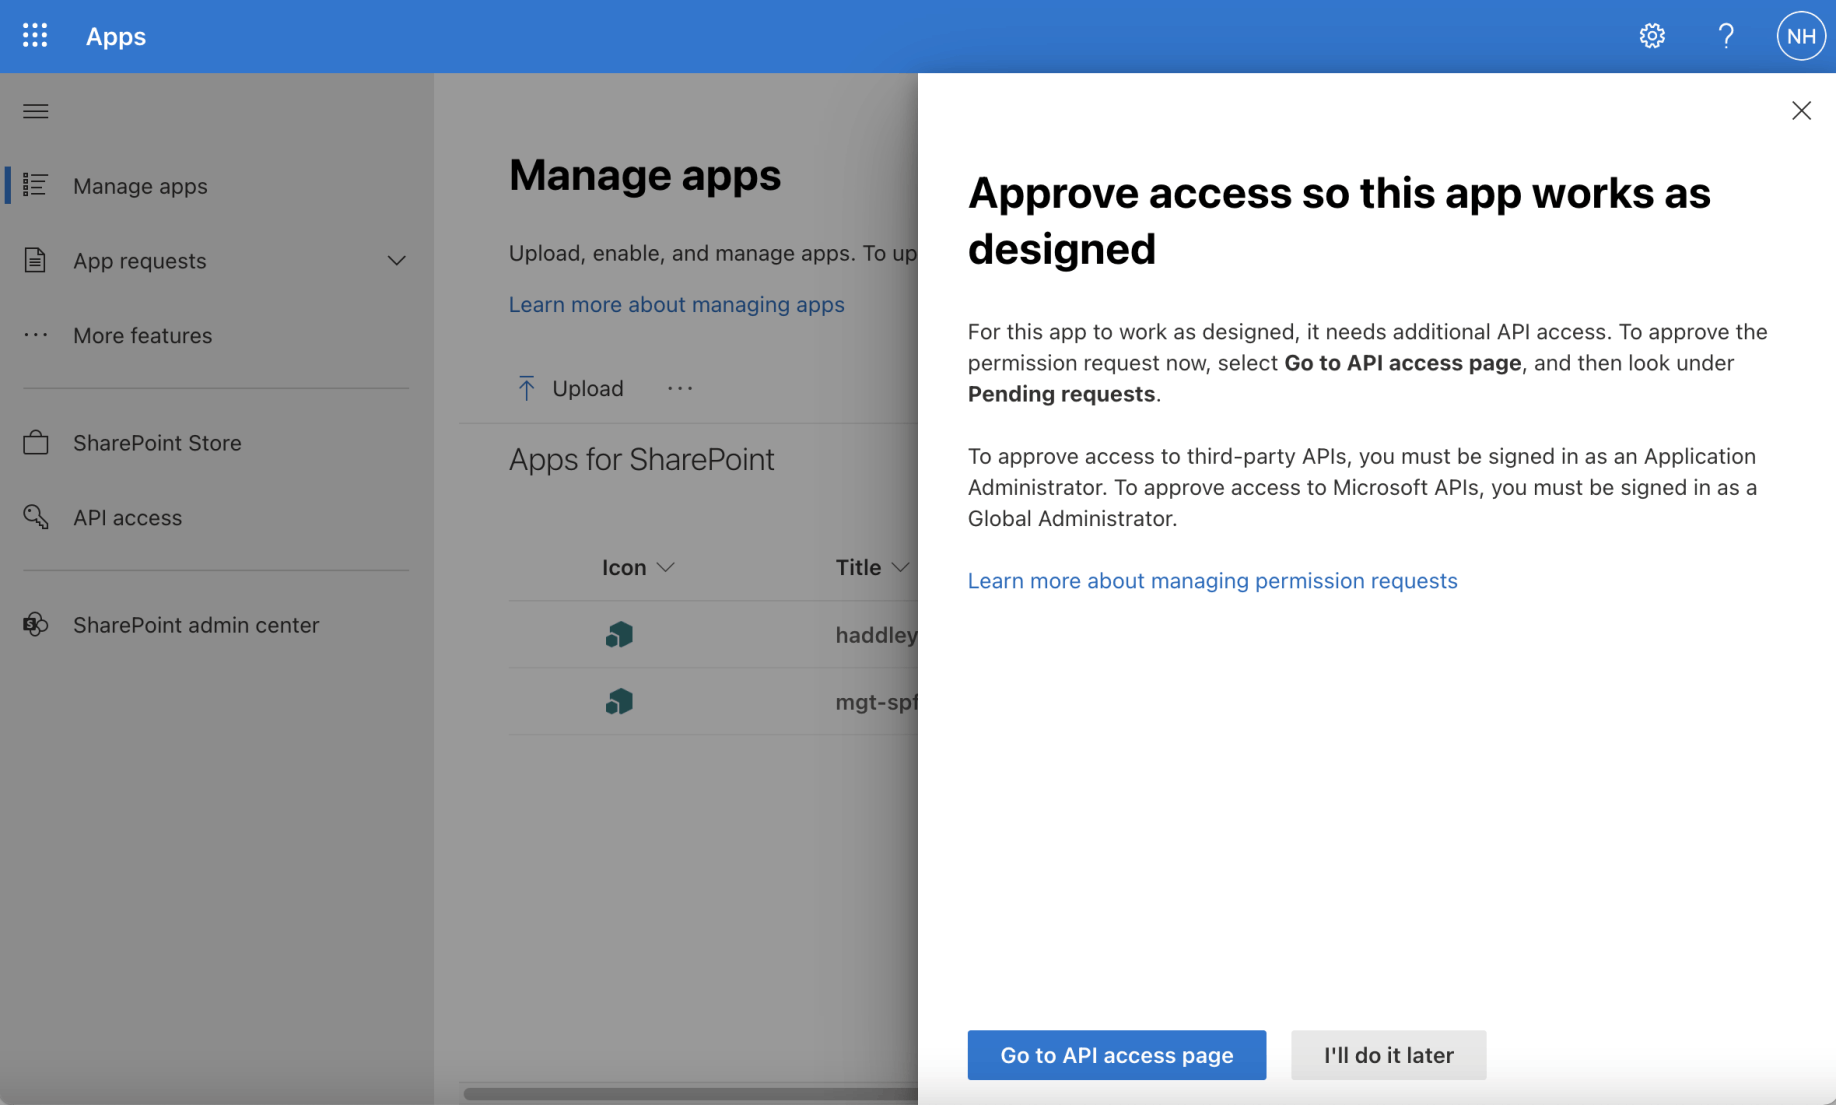 Apps
NH
Manage apps
App requests
More features
SharePoint Store
API access
SharePoint admin center
Manage apps
Upload, enable, and manage apps. To up
Learn more about managing apps
Upload
Apps for SharePoint
Icon
Title
haddley
mgt-spf
Approve access so this app works as
designed
For this app to work as designed, it needs additional API access. To approve the
permission request now, select Go to API access page, and then look under
Pending requests.
To approve access to third-party APIs, you must be signed in as an Application
Administrator. To approve access to Microsoft APIs, you must be signed in as a
Global Administrator.
Learn more about managing permission requests
Go to API access page
I'll do it later